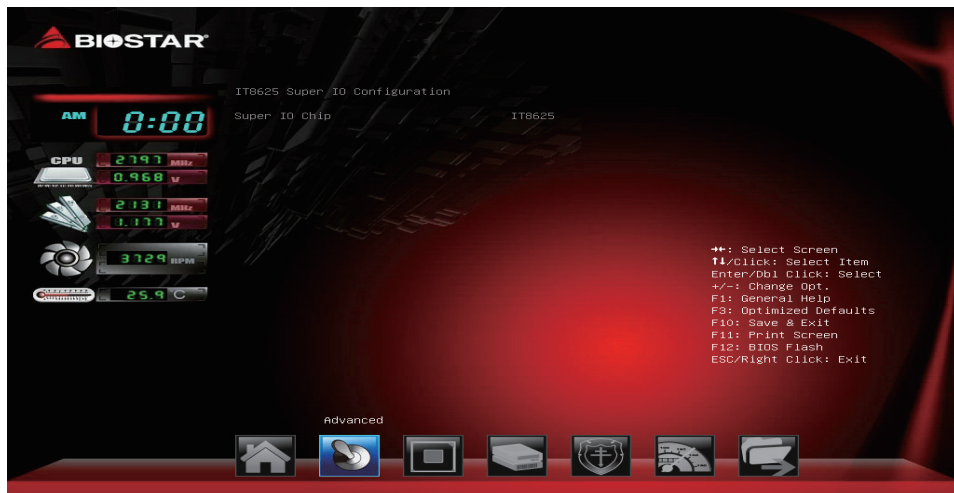 BIOSTAR
IT8625 Super IO Configuration
Super IO Chip IT8625
AM 0:00
CPU 2797 MHz
0.968 V
2131 MHz
1.177 V
3729 RPM
25.9 °C
→←: Select Screen
↑↓/Click: Select Item
Enter/Dbl Click: Select
+/-: Change Opt.
F1: General Help
F3: Optimized Defaults
F10: Save & Exit
F11: Print Screen
F12: BIOS Flash
ESC/Right Click: Exit
Advanced